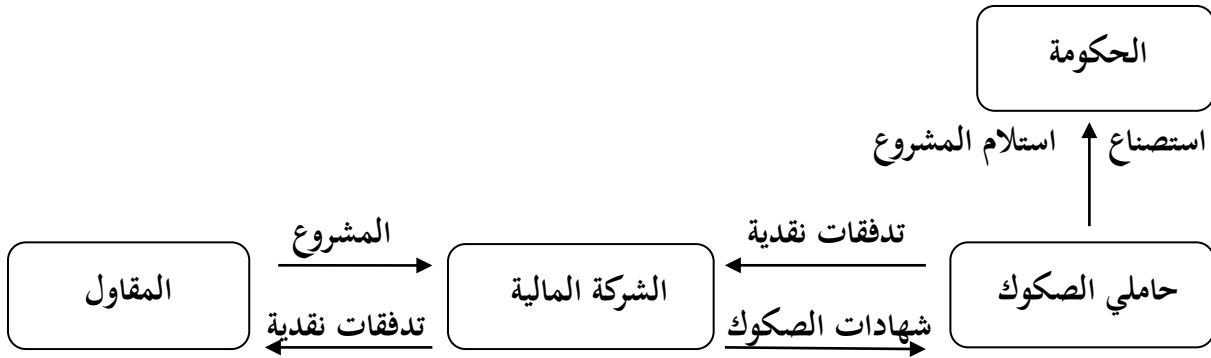 الحكومة
استصناع
استلام المشروع
تدفقات نقدية
المشروع
حاملي الصكوك
الشركة المالية
المقاول
شهادات الصكوك
تدفقات نقدية